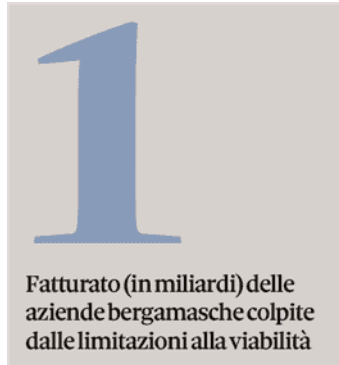 1
Fatturato (in miliardi) delle
aziende bergamasche colpite
dalle limitazioni alla viabilità